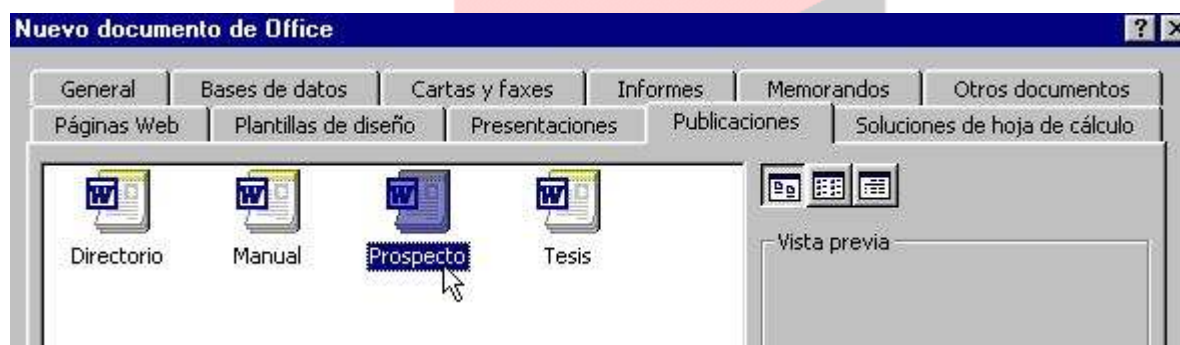 Nuevo documento de Office
General Bases de datos Cartas y faxes Informes Memorandos Otros documentos
Páginas Web Plantillas de diseño Presentaciones Publicaciones Soluciones de hoja de cálculo
Directorio Manual Prospecto Tesis
Vista previa